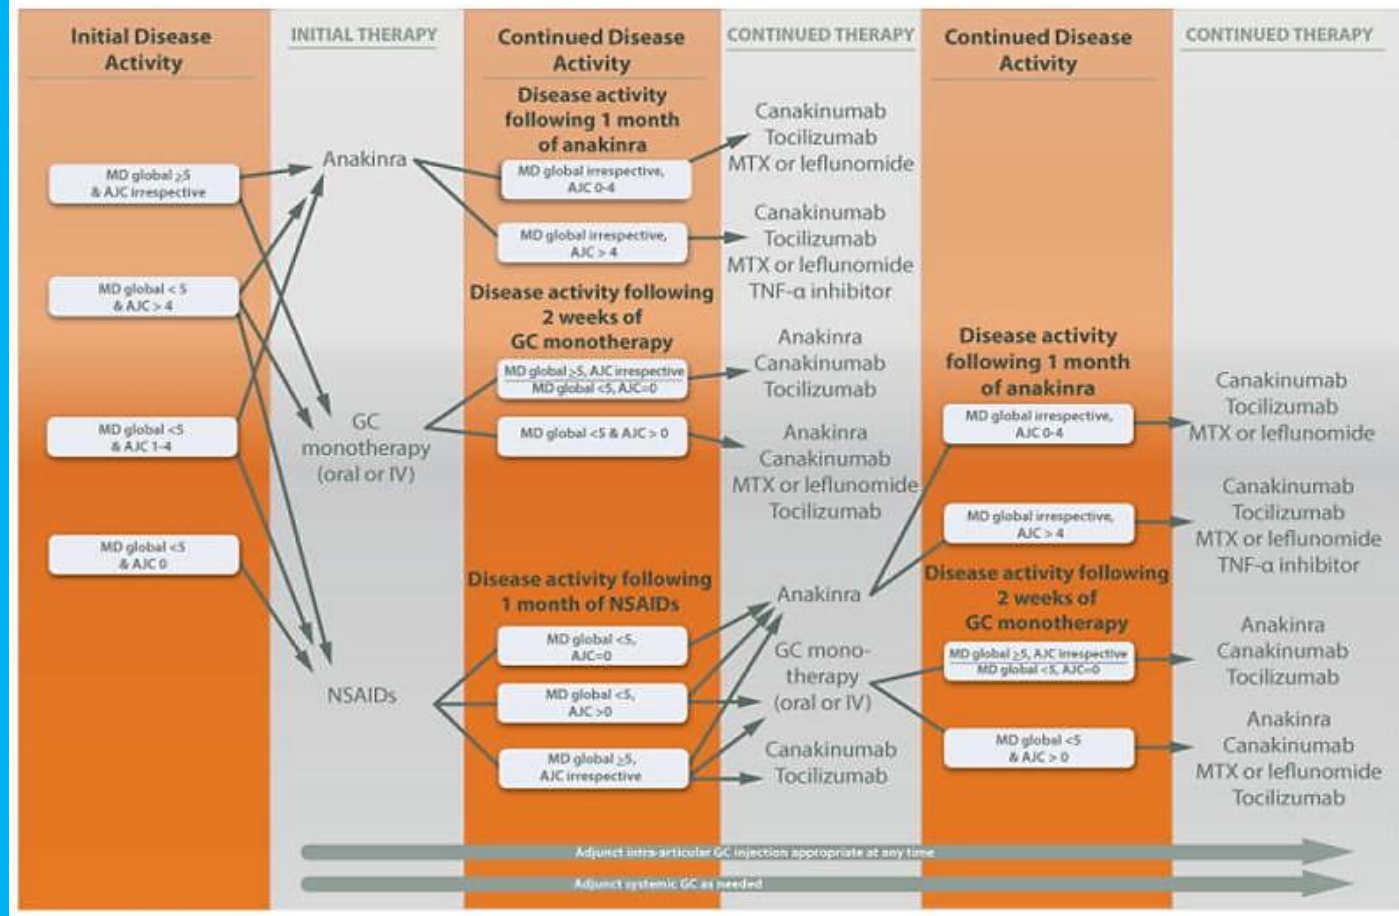 Initial Disease
Activity
INITIAL THERAPY
Continued Disease
Activity
CONTINUED THERAPY
Continued Disease
Activity
CONTINUED THERAPY
MD global ≥5
& AJC irrespective
MD global < 5
& AJC > 4
MD global <5
& AJC 1-4
MD global <5
& AJC 0
Anakinra
GC
monotherapy
(oral or IV)
NSAIDs
Disease activity
following 1 month
of anakinra
MD global irrespective,
AJC 0-4
MD global irrespective,
AJC > 4
Disease activity following
2 weeks of
GC monotherapy
MD global ≥5, AJC irrespective
MD global <5, AJC=0
MD global <5 & AJC > 0
Disease activity following
1 month of NSAIDs
MD global <5,
AJC=0
MD global <5,
AJC >0
MD global ≥5,
AJC irrespective
Canakinumab
Tocilizumab
MTX or leflunomide
Canakinumab
Tocilizumab
MTX or leflunomide
TNF-α inhibitor
Anakinra
Canakinumab
Tocilizumab
Anakinra
Canakinumab
MTX or leflunomide
Tocilizumab
Anakinra
GC mono-
therapy
(oral or IV)
Canakinumab
Tocilizumab
Disease activity
following 1 month
of anakinra
MD global irrespective,
AJC 0-4
MD global irrespective,
AJC > 4
Disease activity following
2 weeks of
GC monotherapy
MD global ≥5, AJC irrespective
MD global <5, AJC=0
MD global <5
& AJC > 0
Canakinumab
Tocilizumab
MTX or leflunomide
Canakinumab
Tocilizumab
MTX or leflunomide
TNF-α inhibitor
Anakinra
Canakinumab
Tocilizumab
Anakinra
Canakinumab
MTX or leflunomide
Tocilizumab
Adjunct intra-articular GC injection appropriate at any time
Adjunct systemic GC as needed